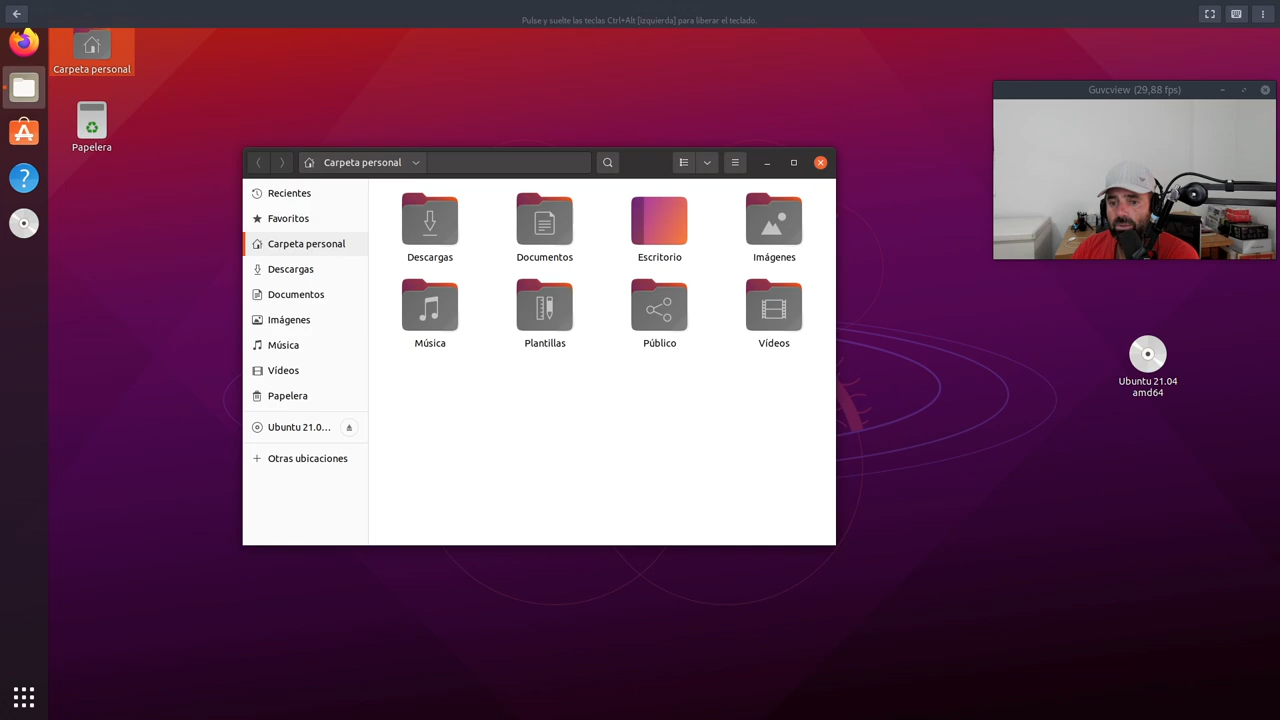 Pulse y suelte las teclas Ctrl+Alt [izquierda] para liberar el teclado.
Carpeta personal
Papelera
Guvcview (29,88 fps)
Carpeta personal
Recientes
Favoritos
Carpeta personal
Descargas
Documentos
Imágenes
Música
Vídeos
Papelera
Ubuntu 21.0…
Otras ubicaciones
Descargas
Documentos
Escritorio
Imágenes
Música
Plantillas
Público
Vídeos
Ubuntu 21.04
amd64